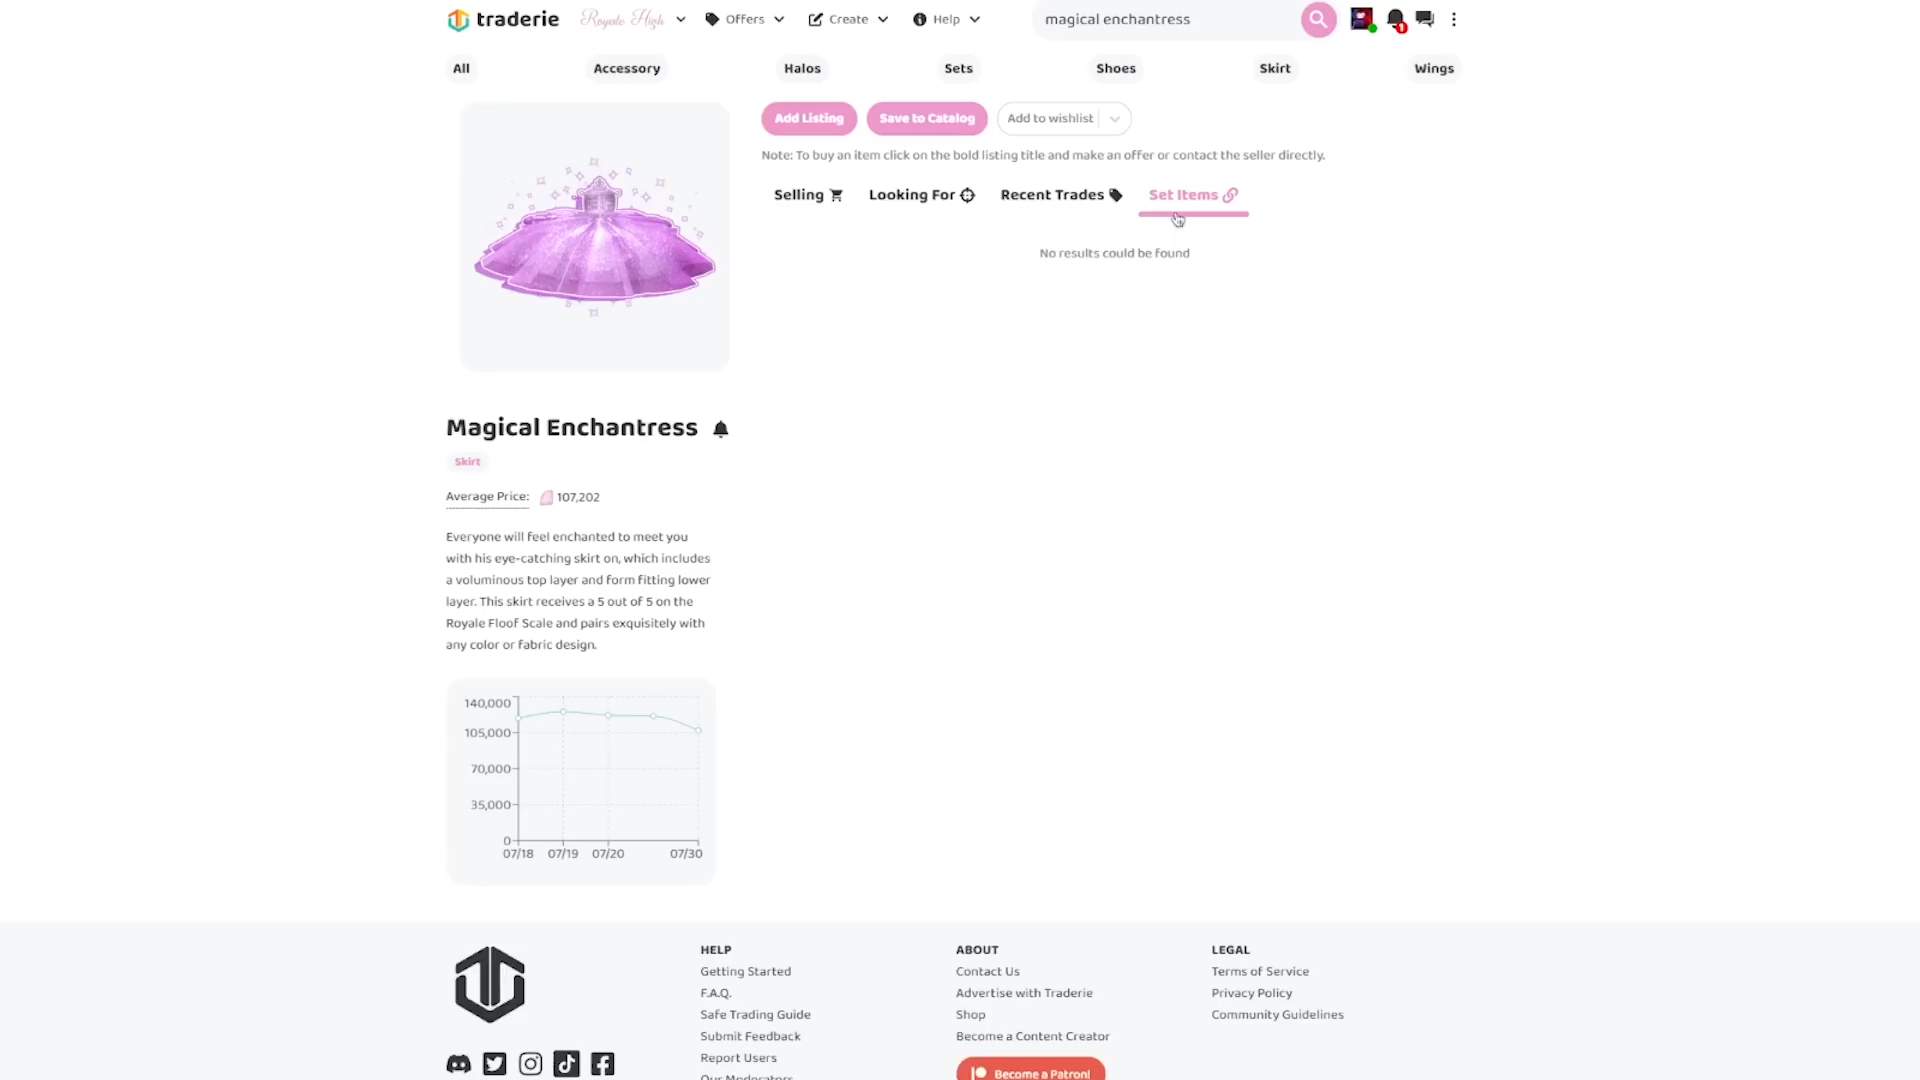 traderie Royale High Offers Create Help magical enchantress 1
All Accessory Halos Sets Shoes Skirt Wings
Add Listing Save to Catalog Add to wishlist
Note: To buy an item click on the bold listing title and make an offer or contact the seller directly.
Selling Looking For Recent Trades Set Items
No results could be found
Magical Enchantress
Skirt
Average Price: 107,202
Everyone will feel enchanted to meet you
with his eye-catching skirt on, which includes
a voluminous top layer and form fitting lower
layer. This skirt receives a 5 out of 5 on the
Royale Floof Scale and pairs exquisitely with
any color or fabric design.
140,000
105,000
70,000
35,000
0
07/18 07/19 07/20 07/30
HELP
Getting Started
F.A.Q.
Safe Trading Guide
Submit Feedback
Report Users
Our Moderators
ABOUT
Contact Us
Advertise with Traderie
Shop
Become a Content Creator
Become a Patron!
LEGAL
Terms of Service
Privacy Policy
Community Guidelines